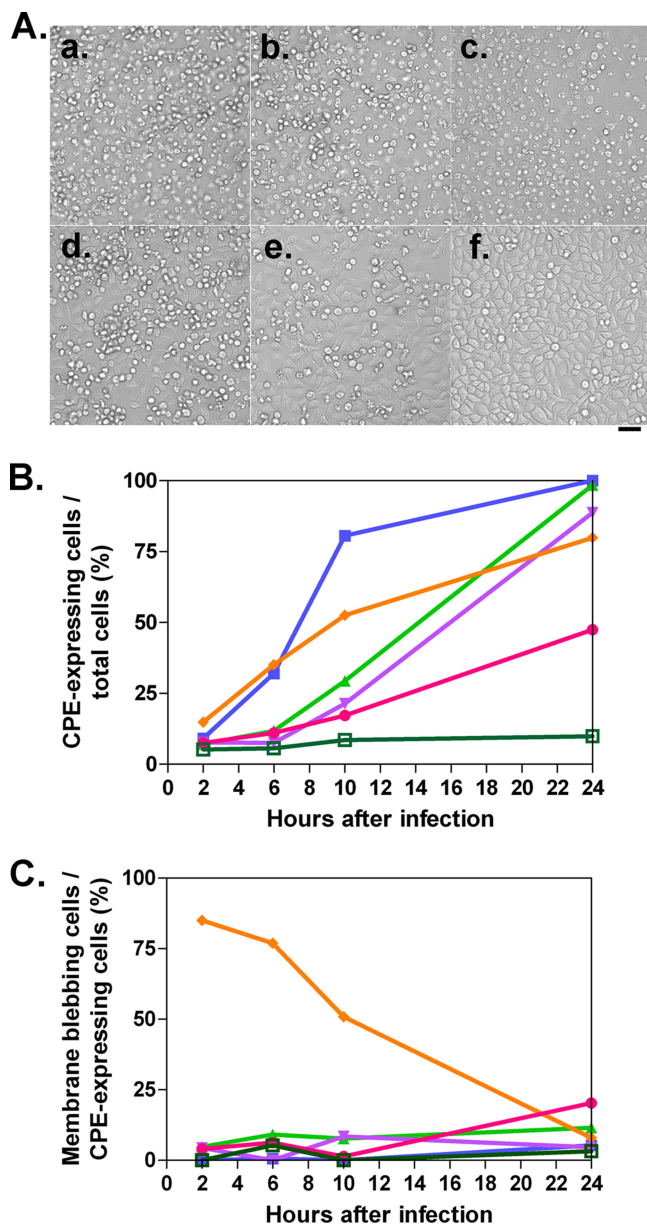 A.
a. b. c.
d. e. f.
B.
CPE-expressing cells /
total cells (%)
100
75
50
25
0
0 2 4 6 8 10 12 14 16 18 20 22 24
Hours after infection
C.
Membrane blebbing cells /
CPE-expressing cells (%)
100
75
50
25
0
0 2 4 6 8 10 12 14 16 18 20 22 24
Hours after infection